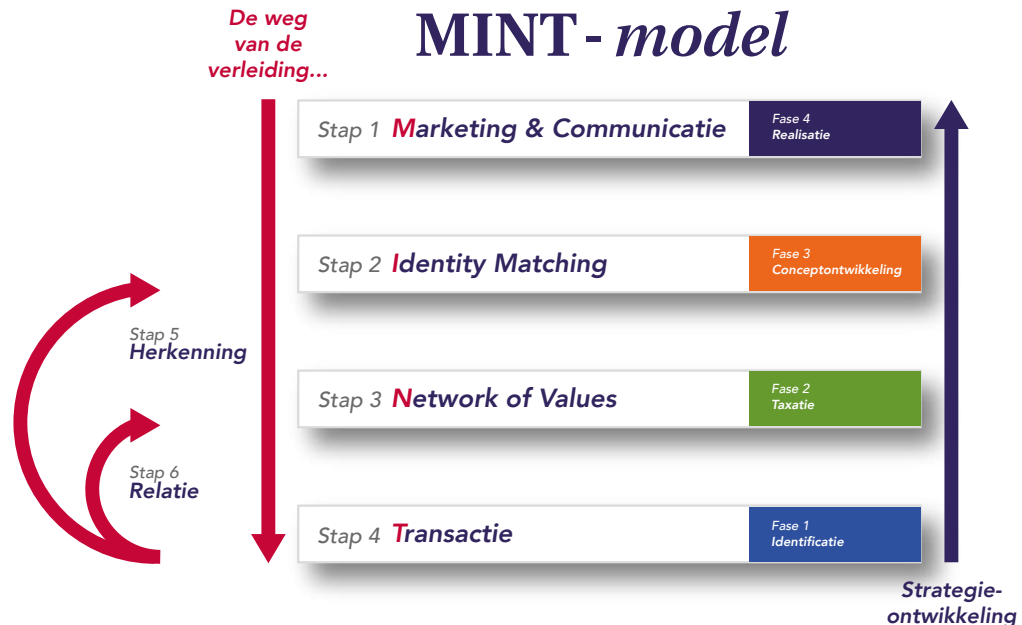 De weg
van de
verleiding...
MINT - model
Stap 1 Marketing & Communicatie
Fase 4
Realisatie
Stap 2 Identity Matching
Fase 3
Conceptontwikkeling
Stap 5
Herkenning
Stap 3 Network of Values
Fase 2
Taxatie
Stap 6
Relatie
Stap 4 Transactie
Fase 1
Identificatie
Strategie-
ontwikkeling